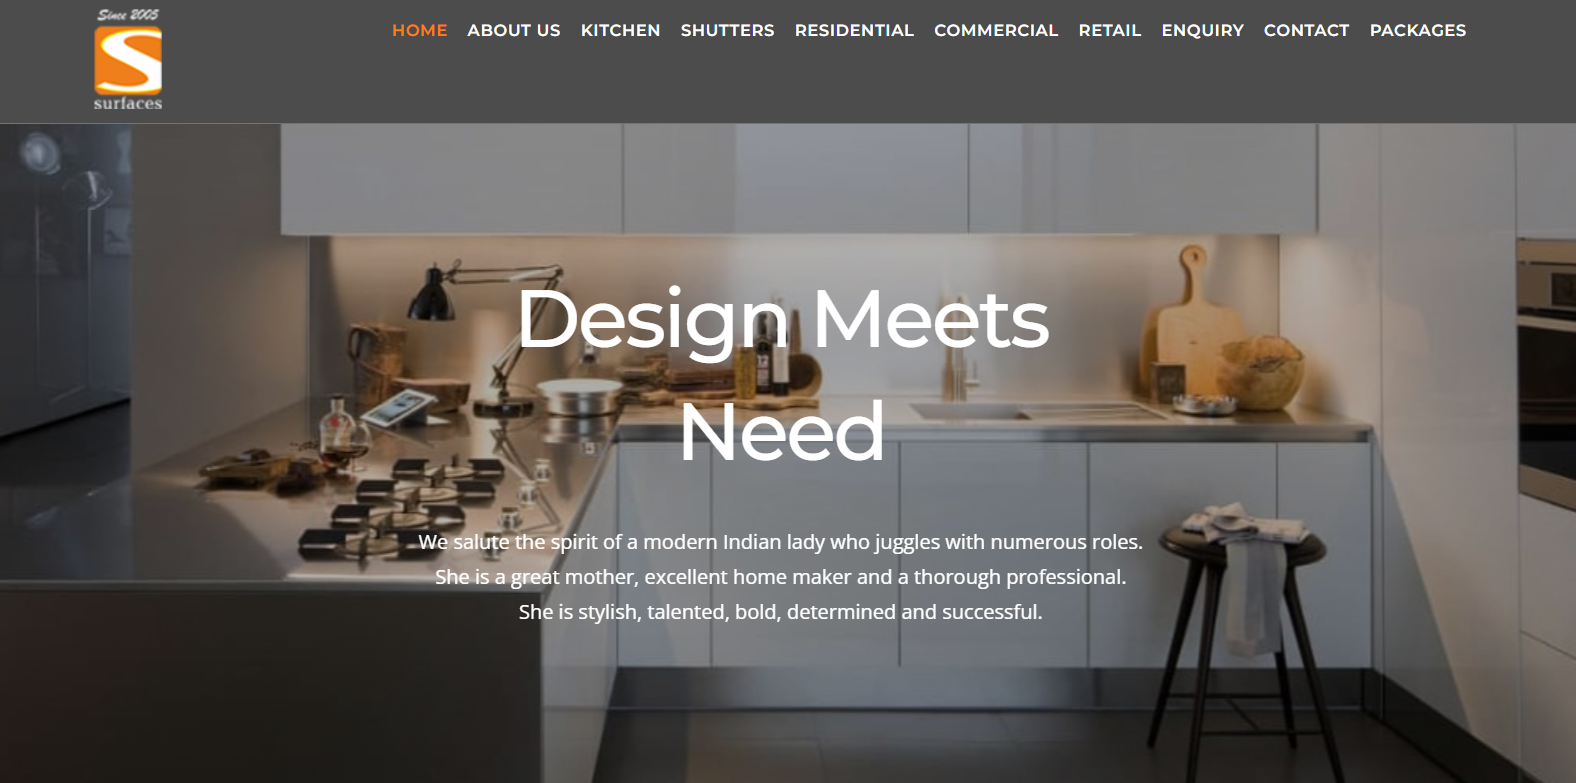 Since 2005
S
surfaces
HOME ABOUT US KITCHEN SHUTTERS RESIDENTIAL COMMERCIAL RETAIL ENQUIRY CONTACT PACKAGES
Design Meets
Need
We salute the spirit of a modern Indian lady who juggles with numerous roles.
She is a great mother, excellent home maker and a thorough professional.
She is stylish, talented, bold, determined and successful.